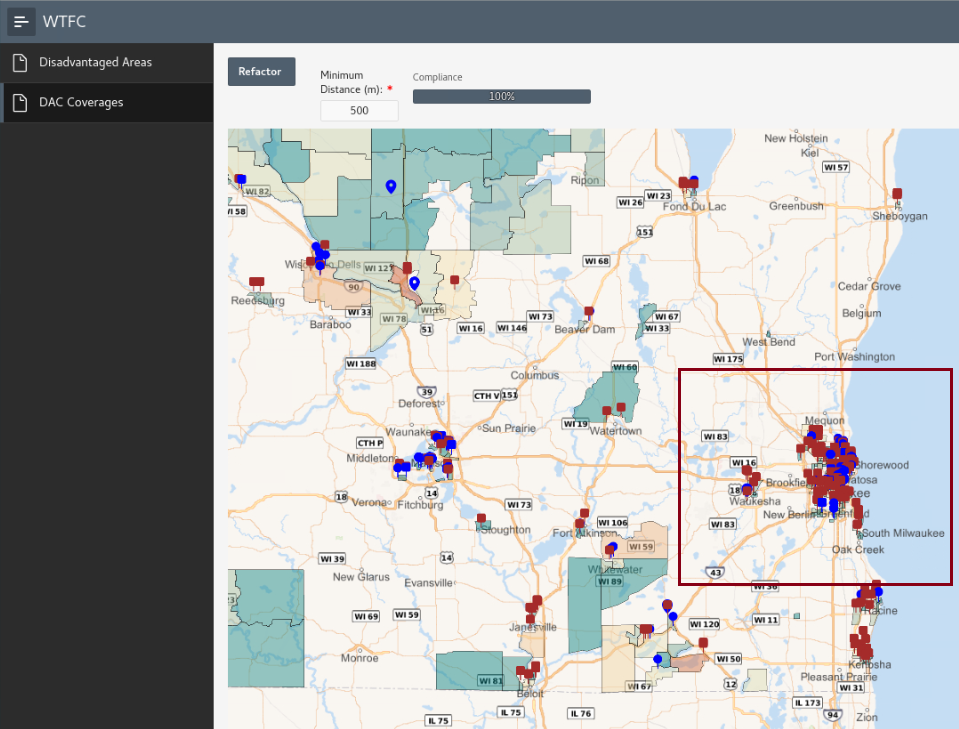 WTFC
Disadvantaged Areas
DAC Coverages
Refactor
Minimum
Distance (m): *
500
Compliance
100%
New Holstein
Kiel
WI 57
Ripon
WI 82
WI 23
WI 26
Fond Du Lac
Greenbush
Sheboygan
WI 58
151
WI 68
WI 127
90
Reedsburg
Cedar Grove
WI 33
WI 78
WI 16
Baraboo
51
WI 16
WI 146
WI 73
Beaver Dam
WI 67
WI 33
Belgium
West Bend
WI 188
WI 175
Port Washington
WI 60
Columbus
39
CTH V
151
Deforest
Mequon
Waunakee
Sun Prairie
WI 19
Watertown
WI 83
CTH P
Middleton
WI 16
Shorewood
Brookfie
atosa
18
Waukesha
kee
18
Verona
14
Fitchburg
WI 73
New Berlin
Stoughton
Fort Atkinson
WI 106
WI 83
South Milwaukee
Oak Creek
WI 59
WI 39
14
Whitewater
WI 89
43
New Glarus
Evansville
WI 36
WI 69
WI 59
Racine
Janesville
WI 120
WI 11
Monroe
WI 50
Kenosha
WI 81
Beloit
WI 67
12
Pleasant Prairie
WI 31
IL 75
IL 75
IL 76
IL 173
94
Zion